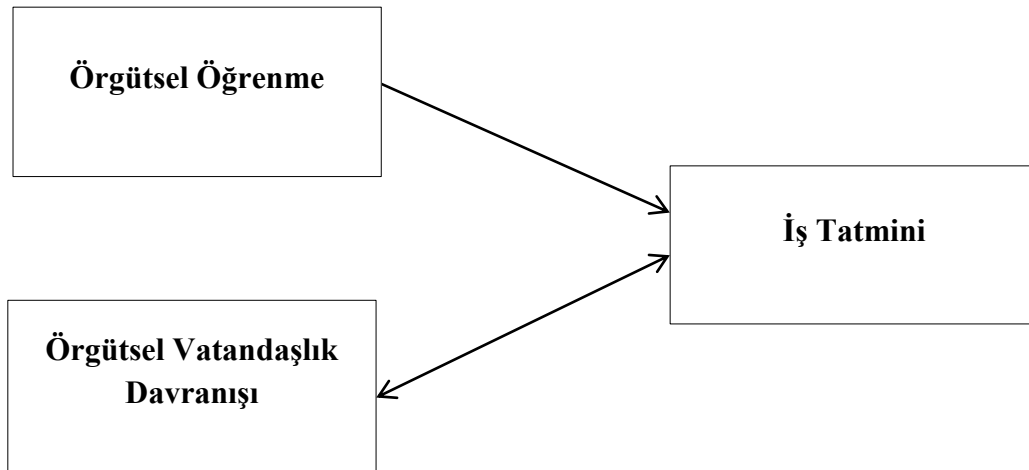 Örgütsel Öğrenme
İş Tatmini
Örgütsel Vatandaşlık
Davranışı